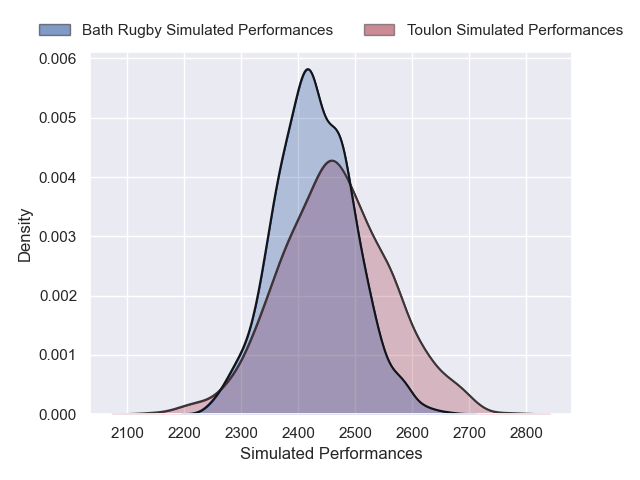 Bath Rugby Simulated Performances Toulon Simulated Performances
0.006
0.005
0.004
0.003
0.002
0.001
0.000
Density
2100 2200 2300 2400 2500 2600 2700 2800
Simulated Performances